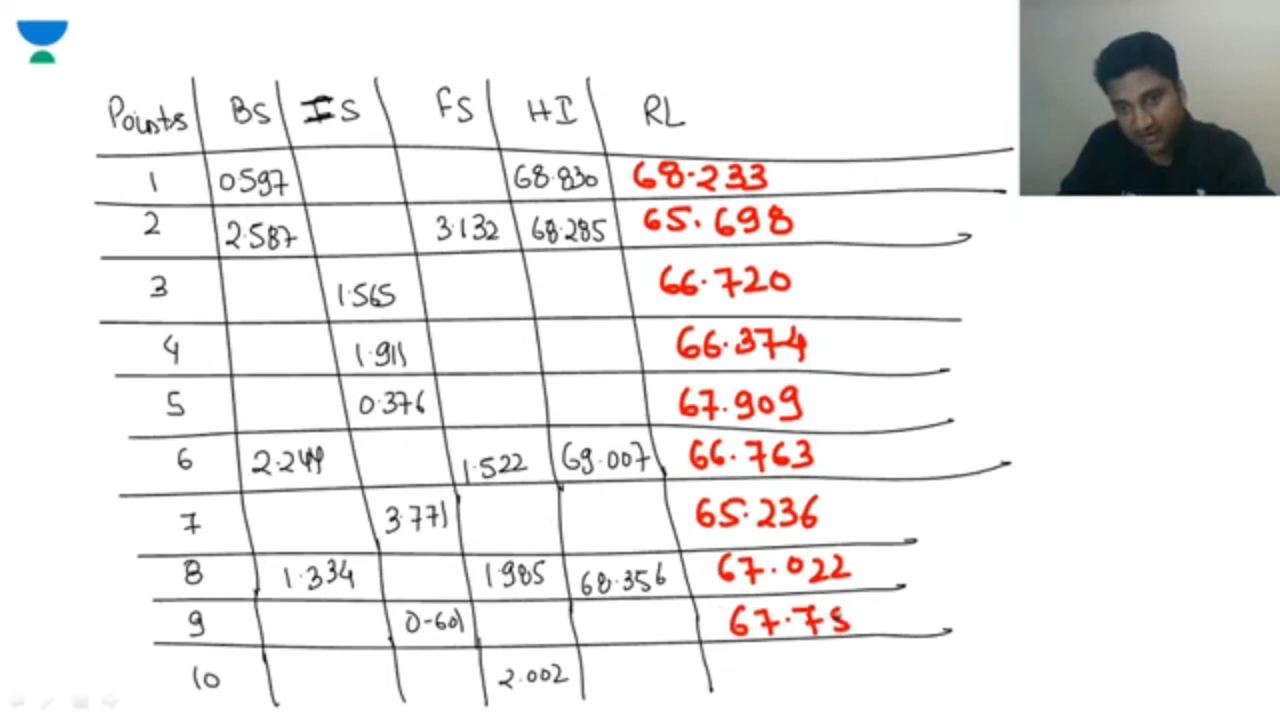 Points BS IS FS HI RL
1 0.597 68.830 68.233
2 2.587 3.132 68.285 65.698
3 1.565 66.720
4 1.911 66.374
5 0.376 67.909
6 2.244 1.522 69.007 66.763
7 3.771 65.236
8 1.334 1.985 68.356 67.022
9 0.601 67.75
10 2.002